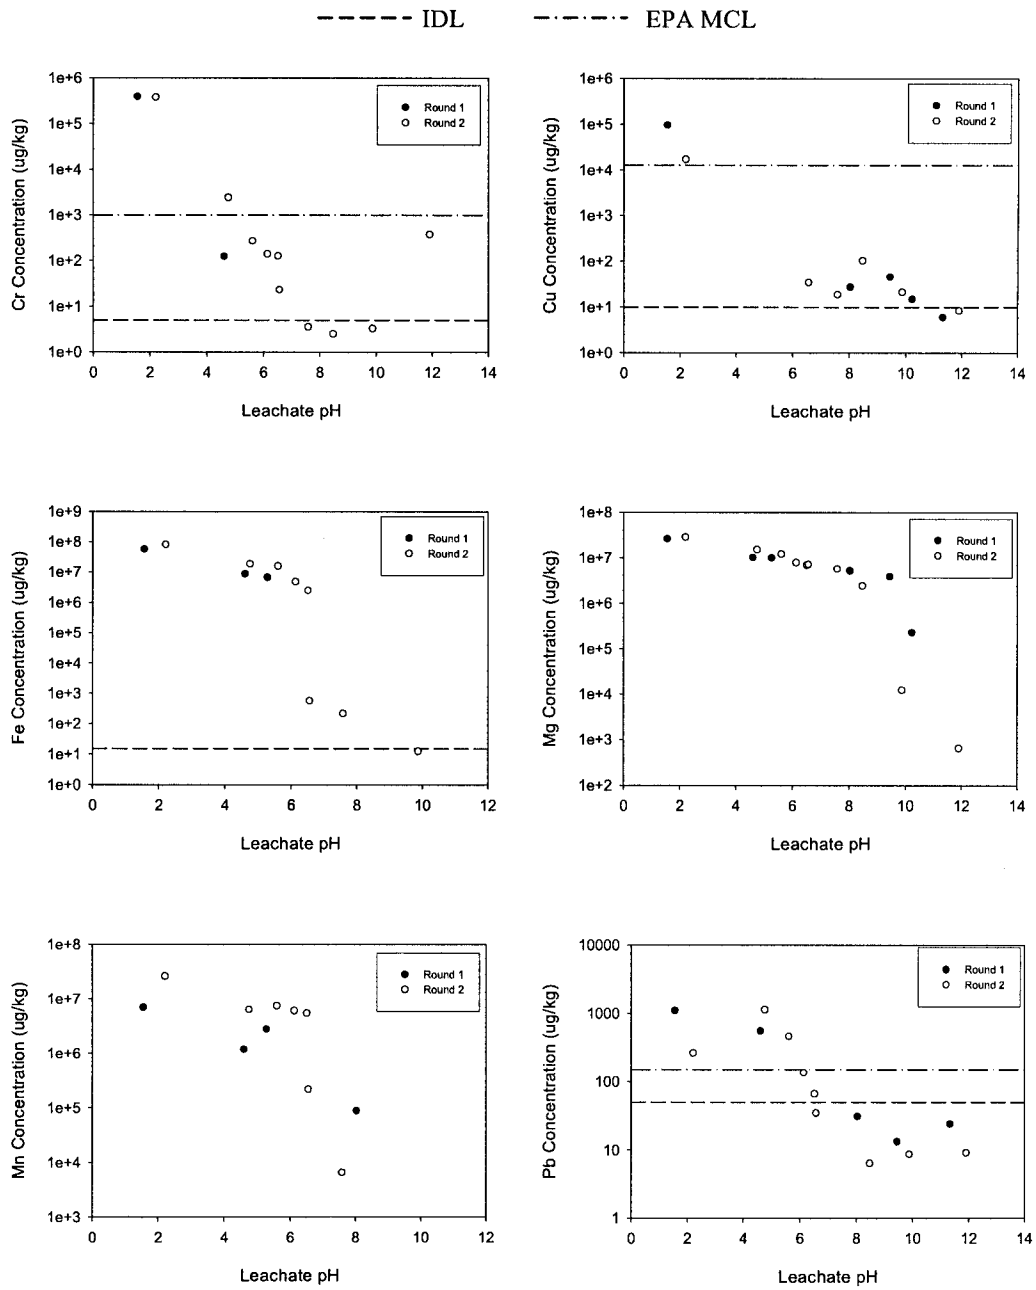 IDL EPA MCL
1e+6 1e+5 1e+4 1e+3 1e+2 1e+1 1e+0
Cr Concentration (ug/kg)
Round 1
Round 2
0 2 4 6 8 10 12 14
Leachate pH
1e+6 1e+5 1e+4 1e+3 1e+2 1e+1 1e+0
Cu Concentration (ug/kg)
Round 1
Round 2
0 2 4 6 8 10 12 14
Leachate pH
1e+9 1e+8 1e+7 1e+6 1e+5 1e+4 1e+3 1e+2 1e+1 1e+0
Fe Concentration (ug/kg)
Round 1
Round 2
0 2 4 6 8 10 12
Leachate pH
1e+8 1e+7 1e+6 1e+5 1e+4 1e+3 1e+2
Mg Concentration (ug/kg)
Round 1
Round 2
0 2 4 6 8 10 12 14
Leachate pH
1e+8 1e+7 1e+6 1e+5 1e+4 1e+3
Mn Concentration (ug/kg)
Round 1
Round 2
0 2 4 6 8 10 12
Leachate pH
10000 1000 100 10 1
Pb Concentration (ug/kg)
Round 1
Round 2
0 2 4 6 8 10 12 14
Leachate pH